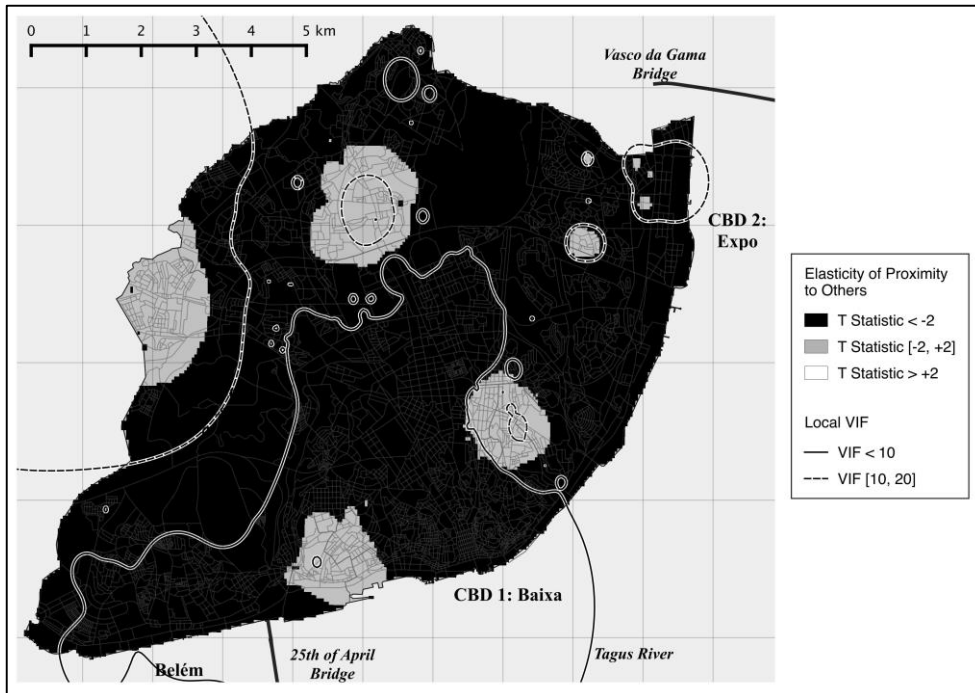 0 1 2 3 4 5 km
Vasco da Gama
Bridge
CBD 2:
Expo
Elasticity of Proximity
to Others
T Statistic < -2
T Statistic [-2, +2]
T Statistic > +2
Local VIF
VIF < 10
VIF [10, 20]
CBD 1: Baixa
25th of April
Bridge
Tagus River
Belém